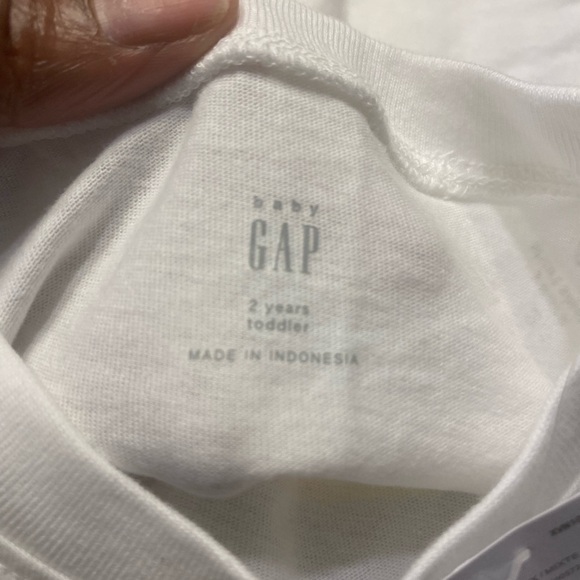 baby
GAP
2 years
toddler
MADE IN INDONESIA